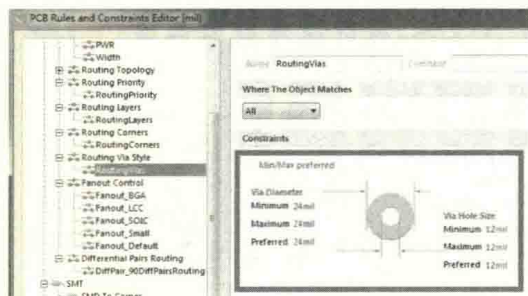 PCB Rules and Constraints Editor [mil]
PWR
Width
Routing Topology
Routing Priority
RoutingPriority
Routing Layers
RoutingLayers
Routing Corners
RoutingCorners
Routing Via Style
RoutingVias
Fanout Control
Fanout_BGA
Fanout_LCC
Fanout_SOIC
Fanout_Small
Fanout_Default
Differential Pairs Routing
DiffPair_90DiffPairsRouting
SMT
SMD To Corner
Name RoutingVias Comment
Where The Object Matches
All
Constraints
Min/Max preferred
Via Diameter
Minimum 24mil
Maximum 24mil
Preferred 24mil
Via Hole Size
Minimum 12mil
Maximum 12mil
Preferred 12mil